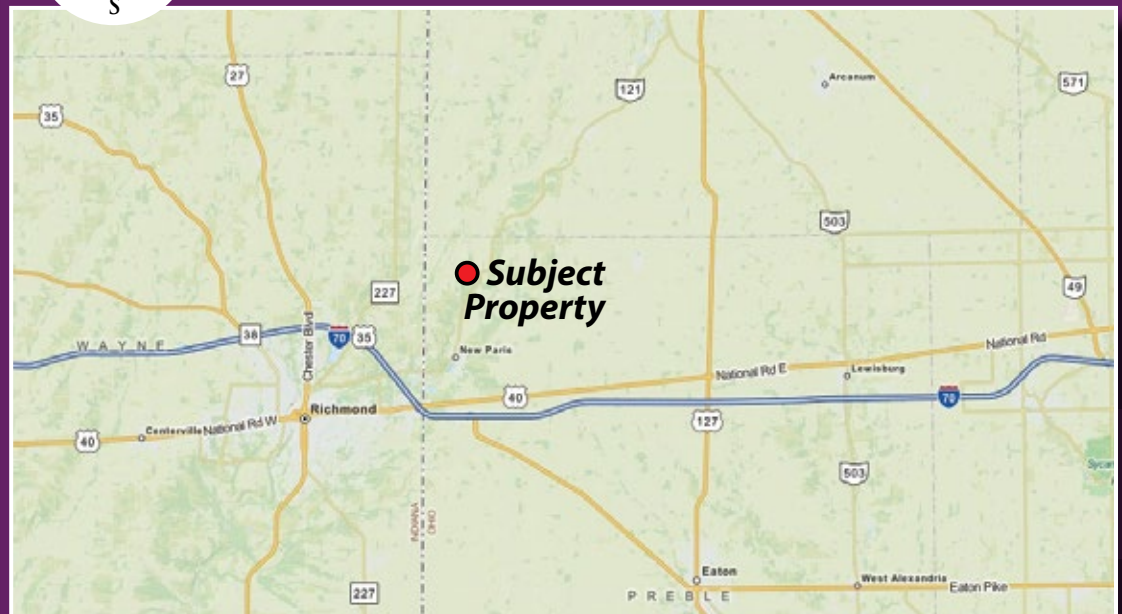 s
27
Arcanum
571
121
35
503
Subject
Property
227
49
38
70
35
WAYNE
Chester Blvd
New Paris
National Rd
National Rd E
Lewisburg
40
70
Richmond
127
Centerville
National Rd W
40
503
INDIANA
OHIO
Eaton
West Alexandria
Eaton Pike
PREBLE
227